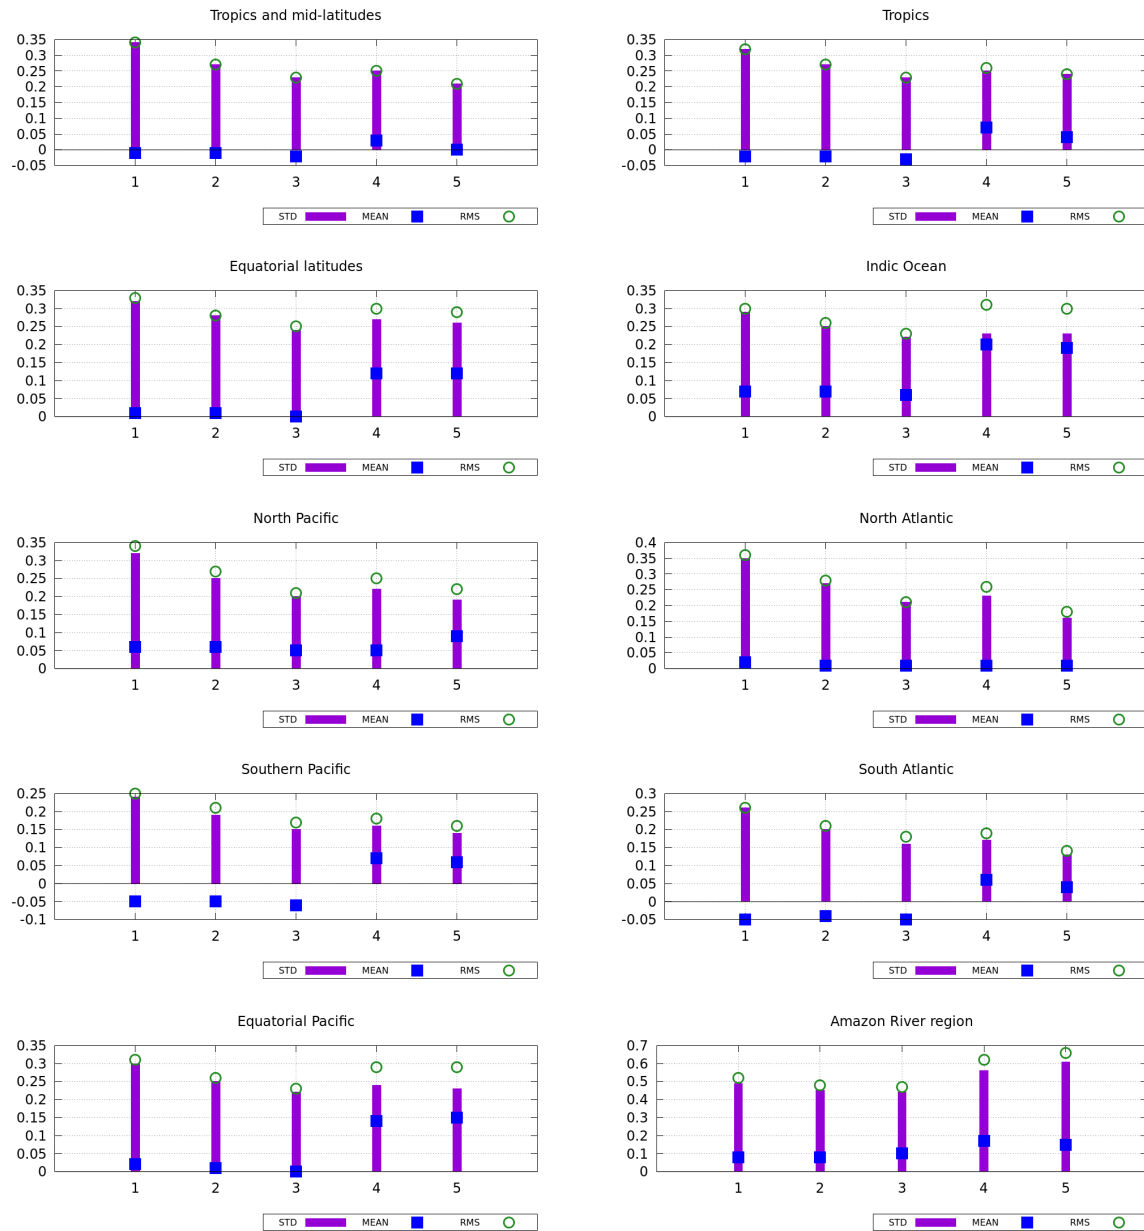 Tropics and mid-latitudes
0.35
0.3
0.25
0.2
0.15
0.1
0.05
0
-0.05
1 2 3 4 5
STD MEAN RMS
Tropics
0.35
0.3
0.25
0.2
0.15
0.1
0.05
0
-0.05
1 2 3 4 5
STD MEAN RMS
Equatorial latitudes
0.35
0.3
0.25
0.2
0.15
0.1
0.05
0
1 2 3 4 5
STD MEAN RMS
Indic Ocean
0.35
0.3
0.25
0.2
0.15
0.1
0.05
0
1 2 3 4 5
STD MEAN RMS
North Pacific
0.35
0.3
0.25
0.2
0.15
0.1
0.05
0
1 2 3 4 5
STD MEAN RMS
North Atlantic
0.4
0.35
0.3
0.25
0.2
0.15
0.1
0.05
0
1 2 3 4 5
STD MEAN RMS
Southern Pacific
0.25
0.2
0.15
0.1
0.05
0
-0.05
-0.1
1 2 3 4 5
STD MEAN RMS
South Atlantic
0.3
0.25
0.2
0.15
0.1
0.05
0
-0.05
1 2 3 4 5
STD MEAN RMS
Equatorial Pacific
0.35
0.3
0.25
0.2
0.15
0.1
0.05
0
1 2 3 4 5
STD MEAN RMS
Amazon River region
0.7
0.6
0.5
0.4
0.3
0.2
0.1
0
1 2 3 4 5
STD MEAN RMS